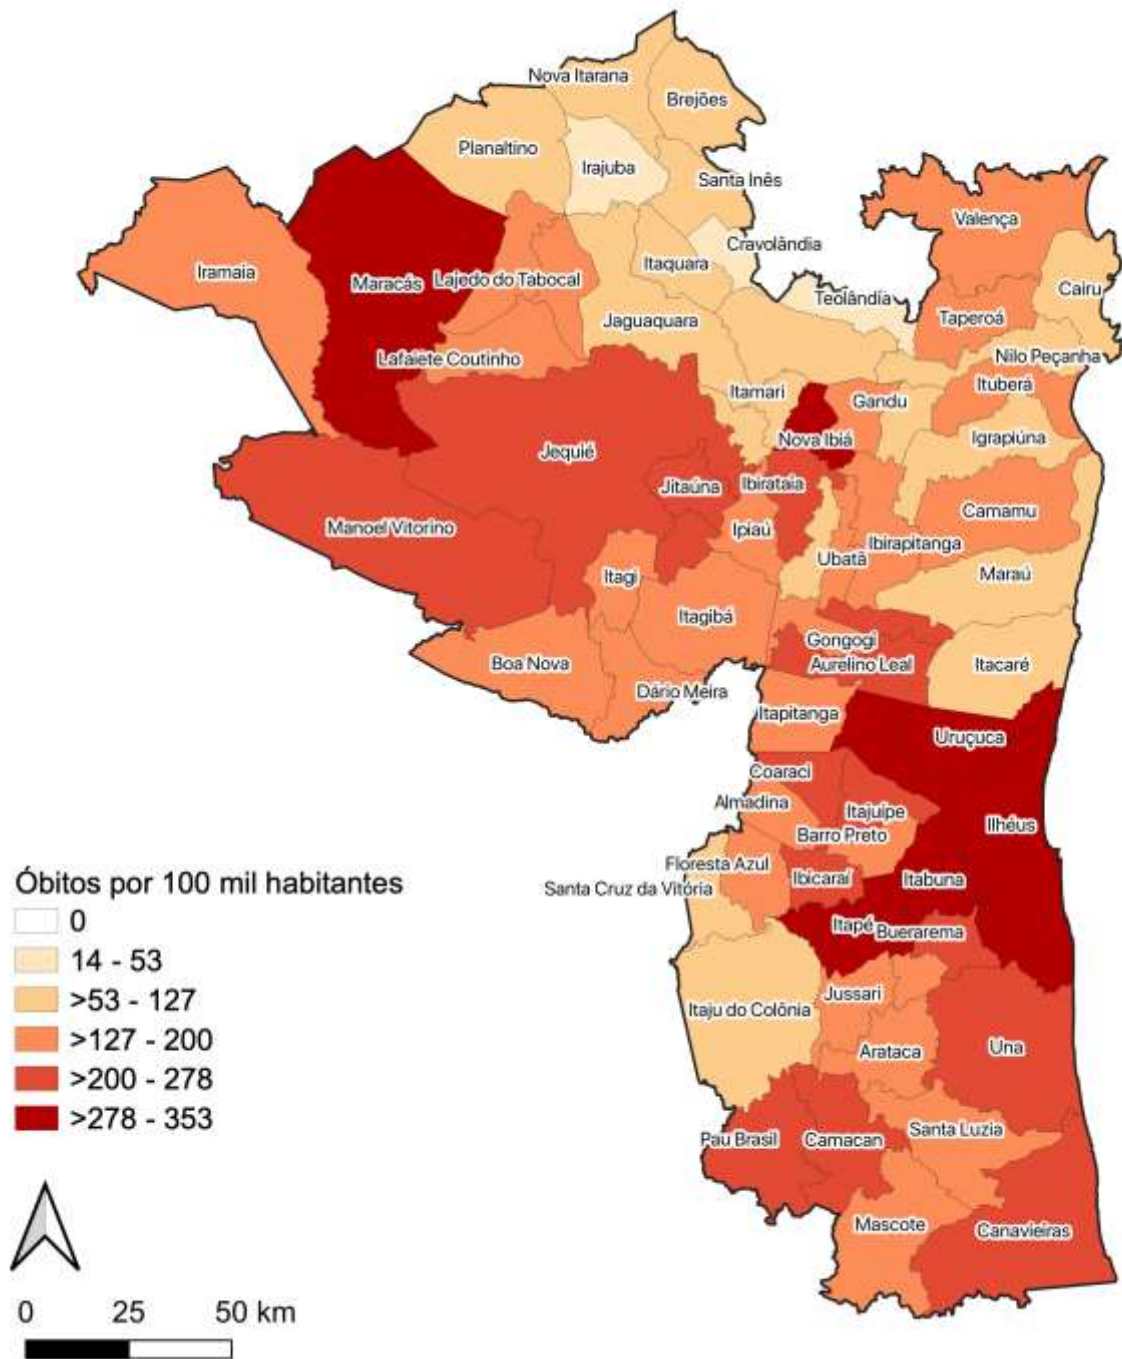 Nova Itarana
Brejões
Planaltino
Irajuba
Santa Inês
Valença
Cravolândia
Itaquara
Iramaia
Maracás
Lajedo do Tabocal
Teolândia
Cairu
Taperoá
Jaguaquara
Lafaiete Coutinho
Nilo Peçanha
Ituberá
Itamari
Gandu
Nova Ibiá
Igrapiúna
Jequié
Jitaúna
Ibirataia
Camamu
Manoel Vitorino
Ipiaú
Ibirapitanga
Ubatã
Maraú
Itagi
Itagibá
Gongogi
Boa Nova
Aurelino Leal
Itacaré
Dário Meira
Itapitanga
Uruçuca
Coaraci
Almadina
Itajuípe
Ilhéus
Barro Preto
Floresta Azul
Ibicaraí
Itabuna
Santa Cruz da Vitória
Itapé
Buerarema
Jussari
Itaju do Colônia
Arataca
Una
Santa Luzia
Pau Brasil
Camacan
Mascote
Canavieiras
Óbitos por 100 mil habitantes
0
14 - 53
>53 - 127
>127 - 200
>200 - 278
>278 - 353
0 25 50 km